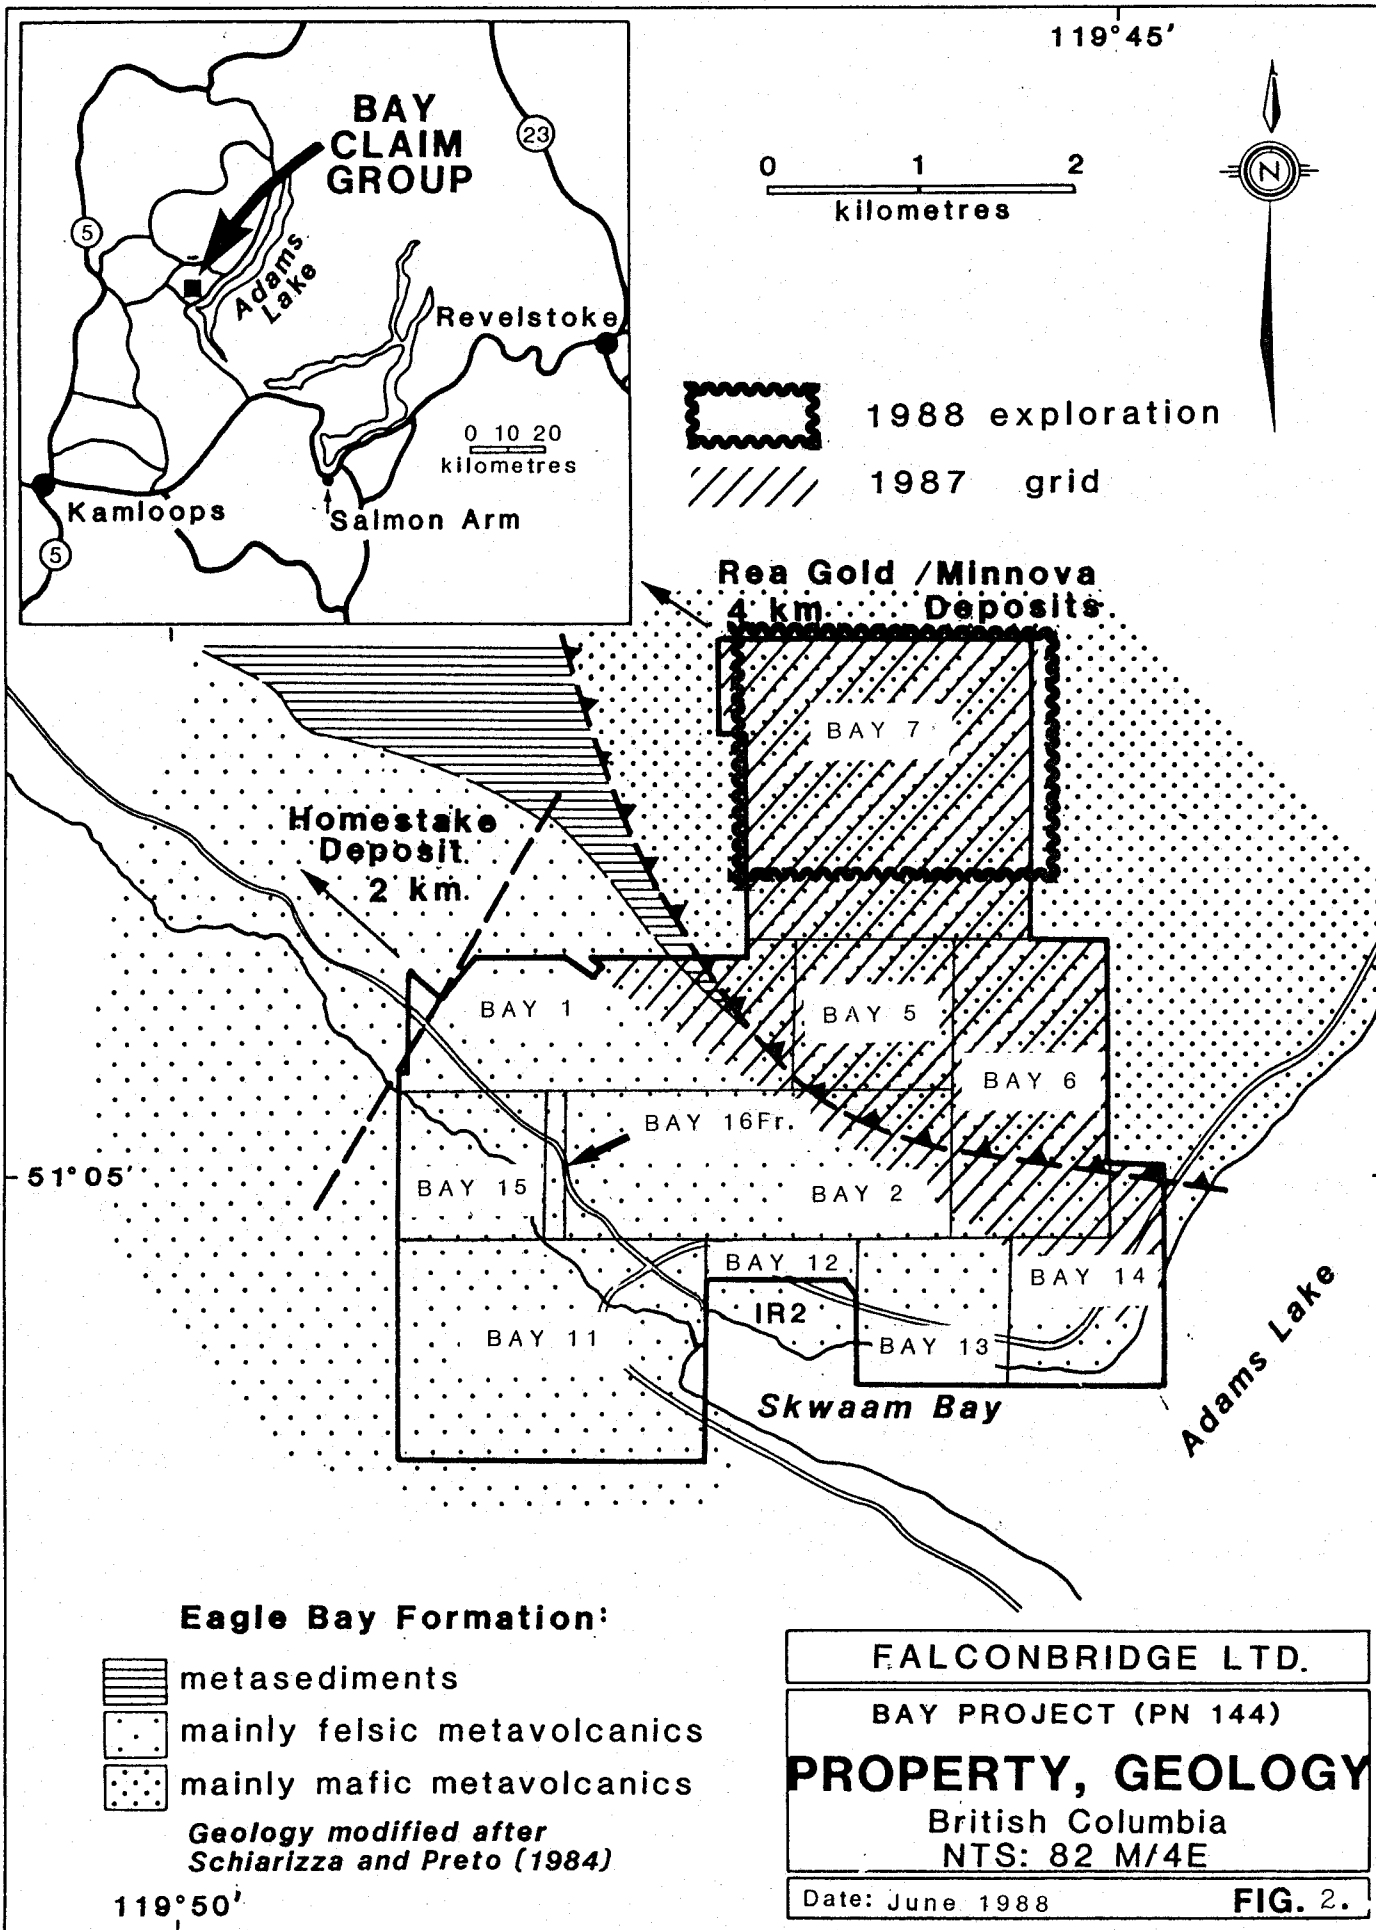 119°45'
BAY
CLAIM
GROUP
23
5
Adams
Lake
Revelstoke
0 10 20
kilometres
Kamloops
Salmon Arm
5
0 1 2
kilometres
N
1988 exploration
1987 grid
Rea Gold /Minnova
4 km Deposits
BAY 7
Homestake
Deposit
2 km
BAY 1
BAY 5
BAY 6
BAY 16Fr.
51°05'
BAY 15
BAY 2
BAY 12
BAY 14
IR2
BAY 11
BAY 13
Skwaam Bay
Adams Lake
Eagle Bay Formation:
metasediments
mainly felsic metavolcanics
mainly mafic metavolcanics
Geology modified after
Schiarizza and Preto (1984)
119°50'
FALCONBRIDGE LTD.
BAY PROJECT (PN 144)
PROPERTY, GEOLOGY
British Columbia
NTS: 82 M/4E
Date: June 1988 FIG. 2.